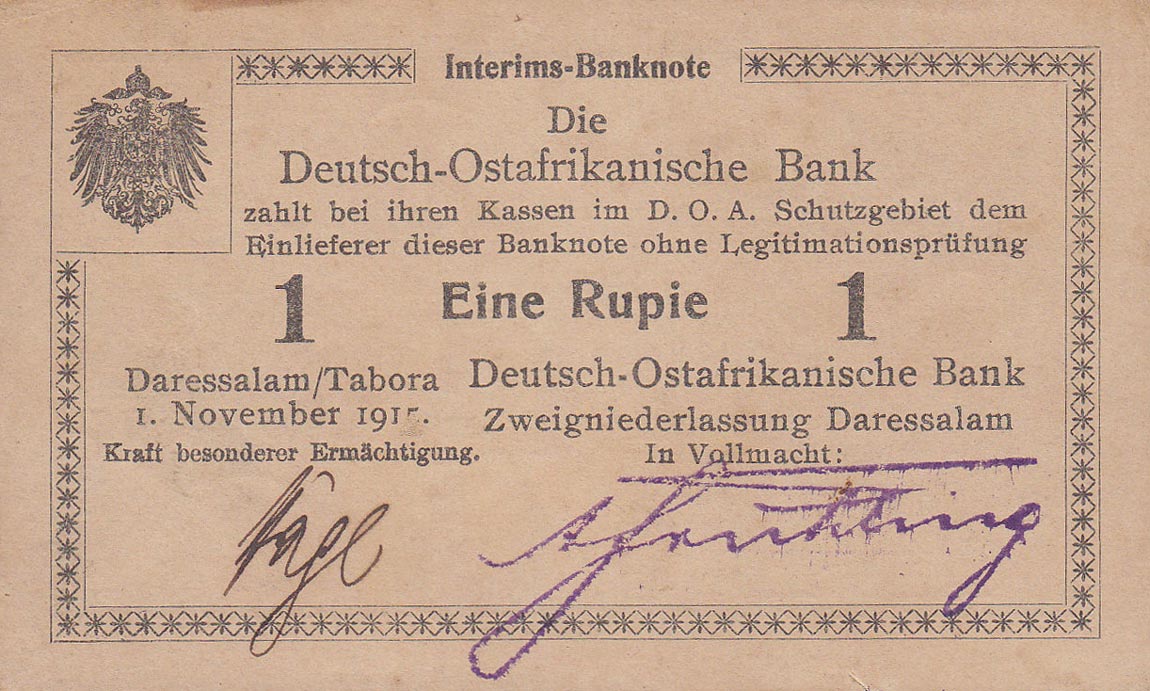 Interims-Banknote
Die
Deutsch-Ostafrikanische Bank
zahlt bei ihren Kassen im D. O. A. Schutzgebiet dem
Einlieferer dieser Banknote ohne Legitimationsprüfung
1 Eine Rupie 1
Daressalam/Tabora
1. November 1915.
Kraft besonderer Ermächtigung.
Deutsch-Ostafrikanische Bank
Zweigniederlassung Daressalam
In Vollmacht: